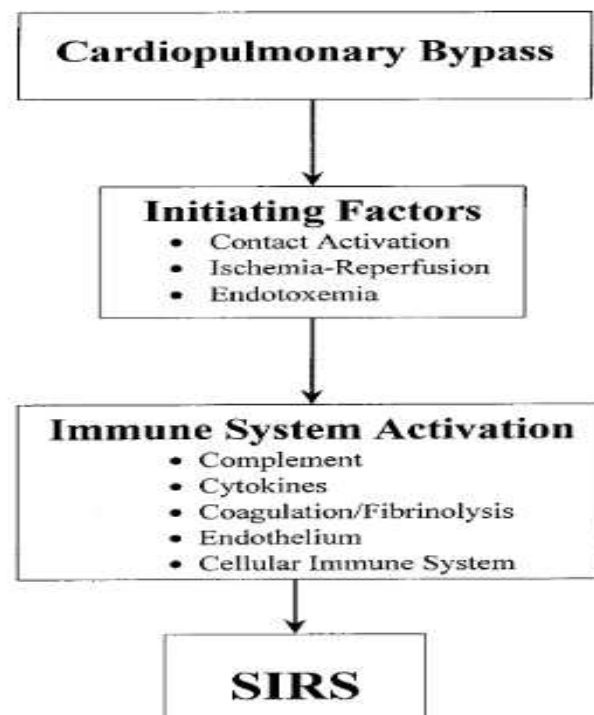 Cardiopulmonary Bypass
Initiating Factors
• Contact Activation
• Ischemia-Reperfusion
• Endotoxemia
Immune System Activation
• Complement
• Cytokines
• Coagulation/Fibrinolysis
• Endothelium
• Cellular Immune System
SIRS